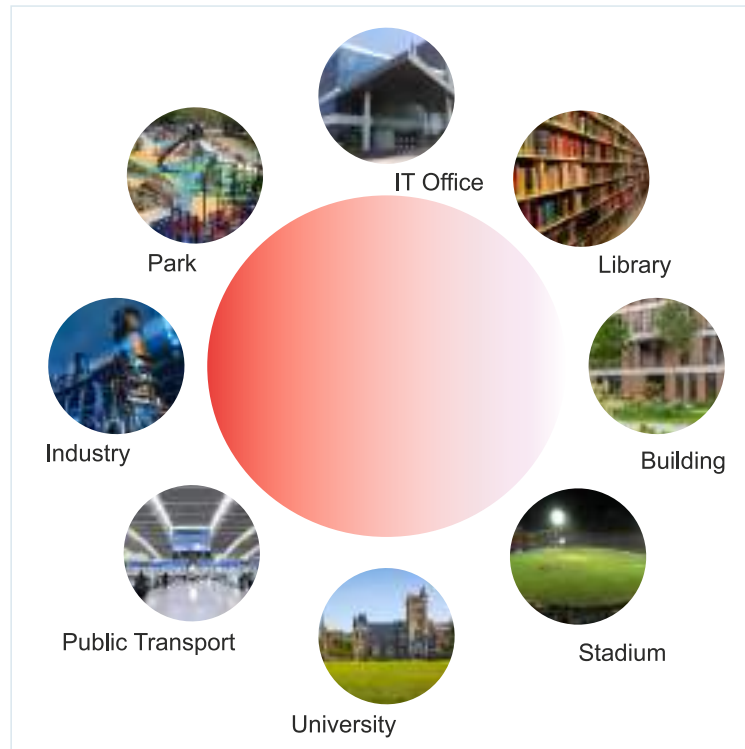 IT Office
Park
Library
Industry
Building
Public Transport
Stadium
University